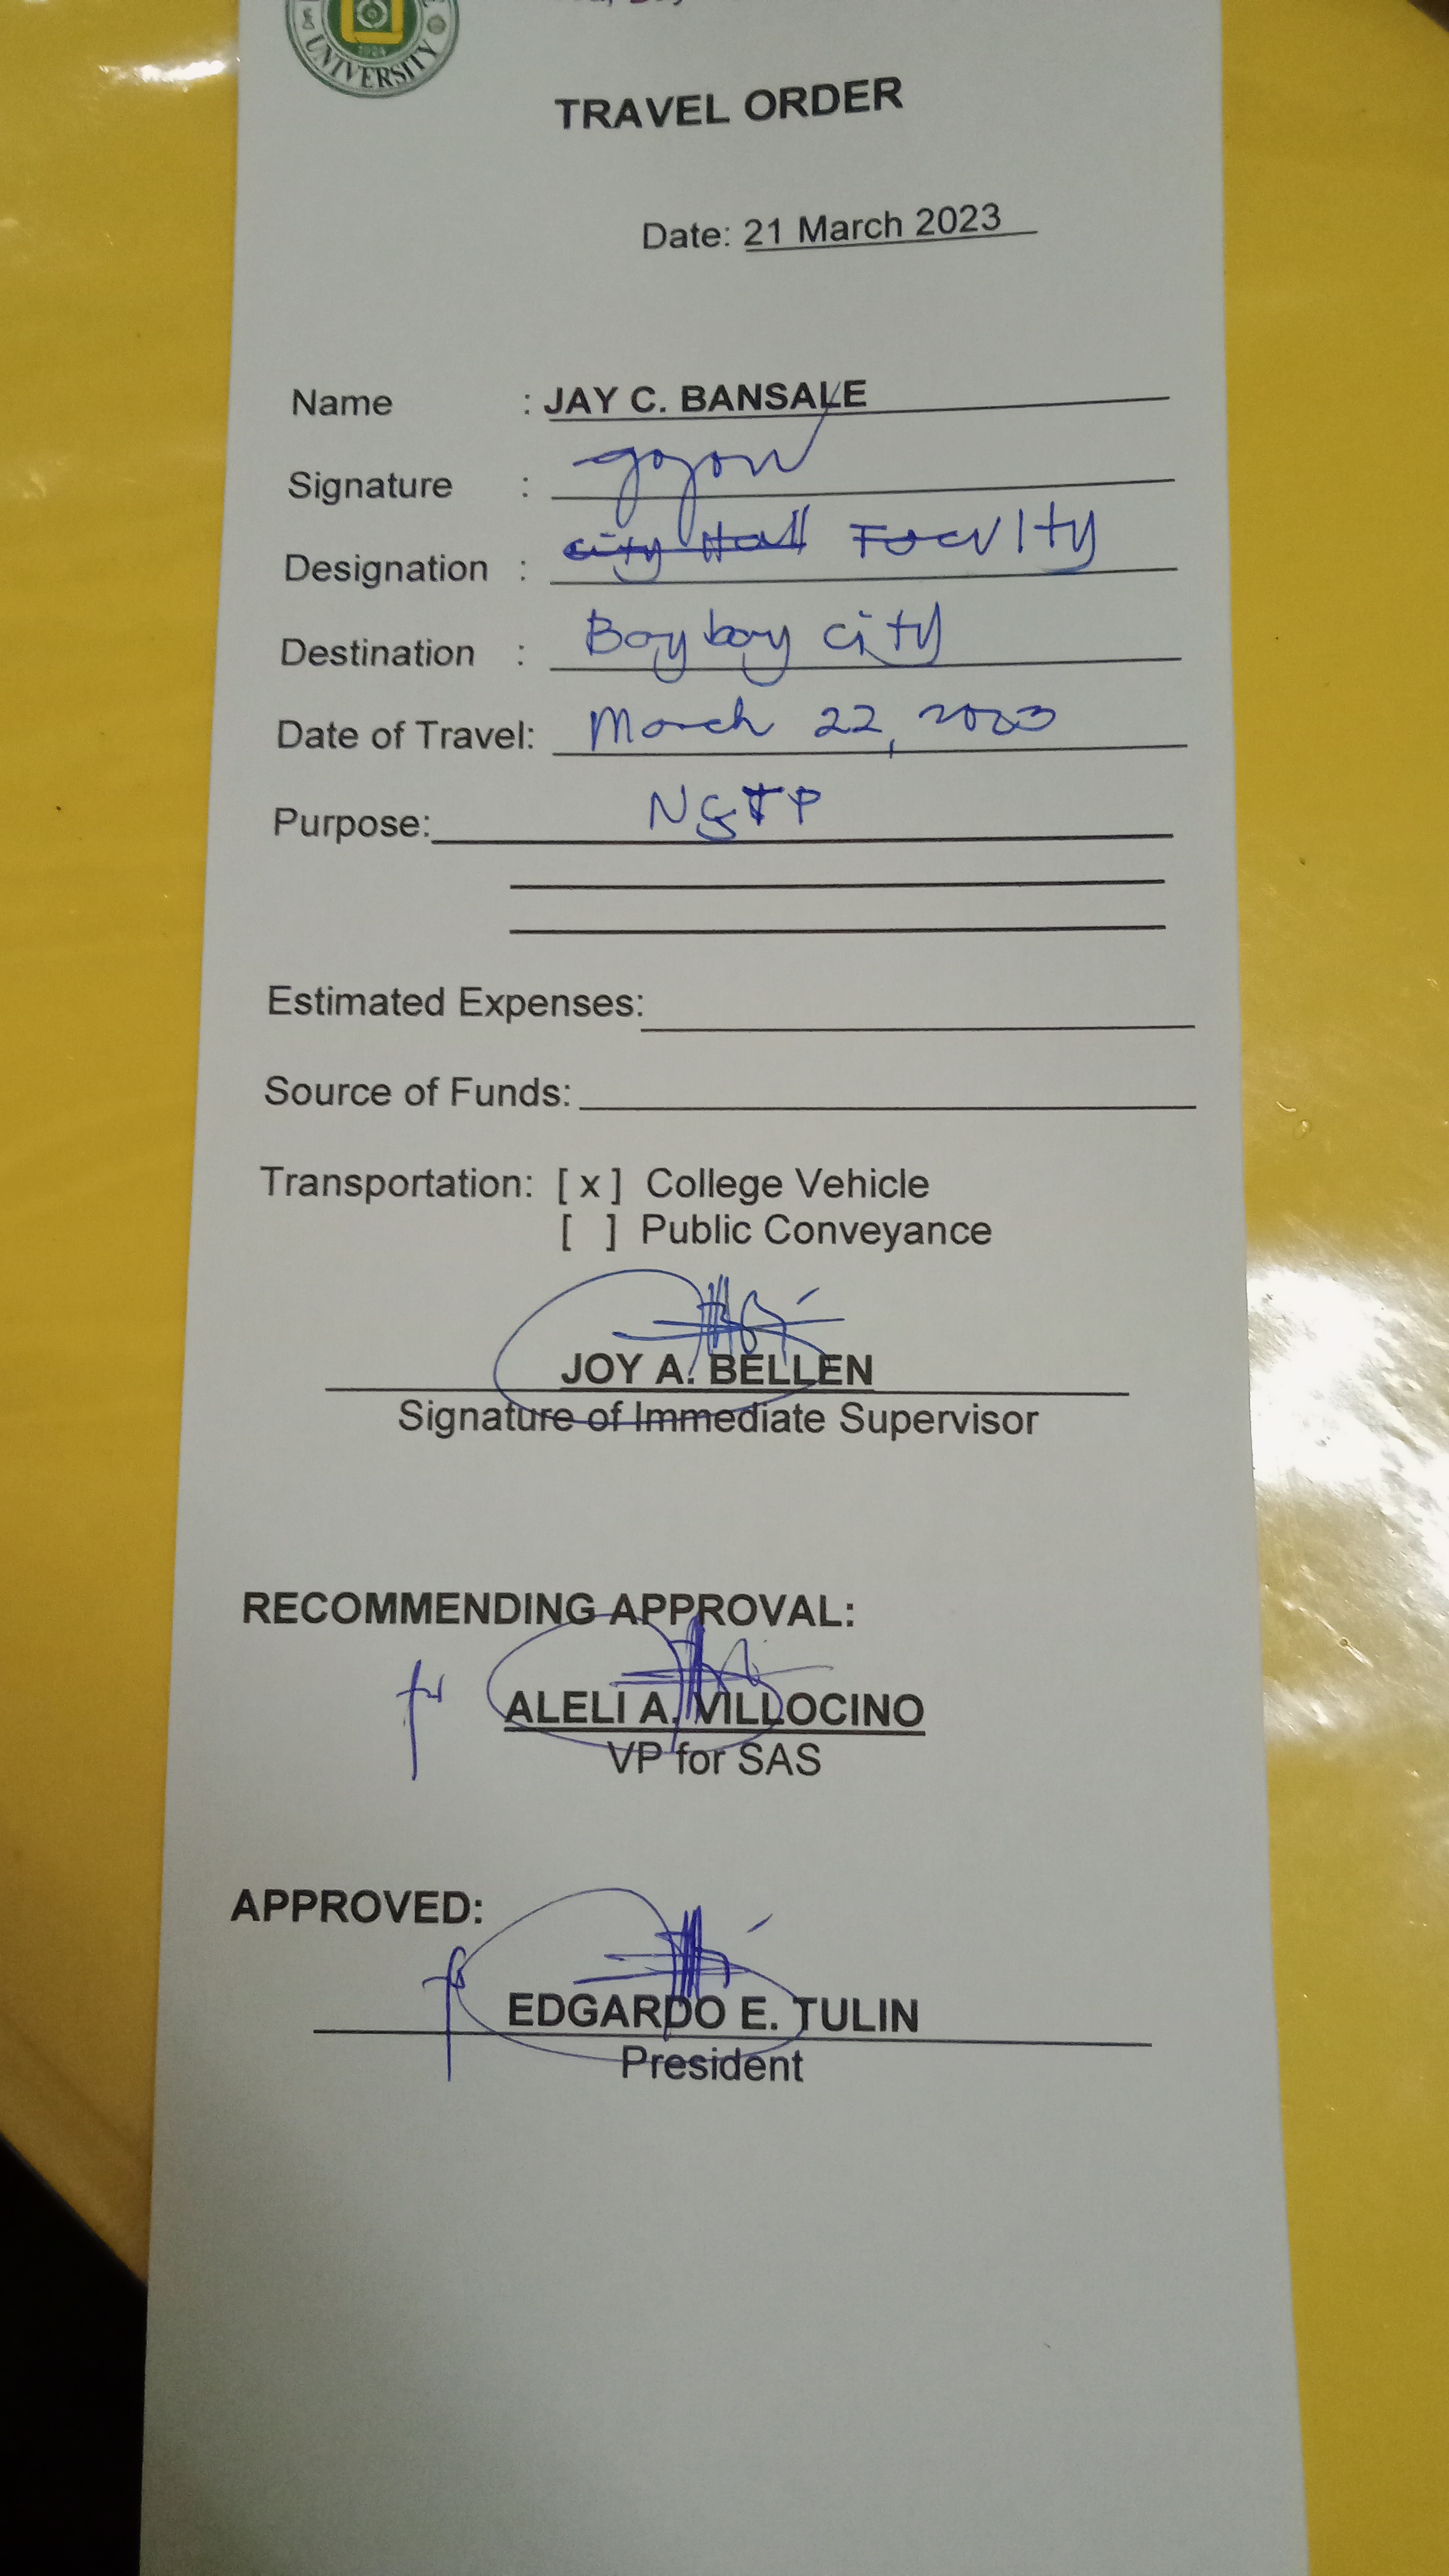 UNIVERSITY
1924
TRAVEL ORDER
Date: 21 March 2023
Name : JAY C. BANSALE
Signature :
Designation : city Hall Faculty
Destination : Baybay city
Date of Travel: March 22, 2023
Purpose: NSTP
Estimated Expenses:
Source of Funds:
Transportation: [ x ] College Vehicle
[ ] Public Conveyance
JOY A. BELLEN
Signature of Immediate Supervisor
RECOMMENDING APPROVAL:
ALELI A. VILLOCINO
VP for SAS
APPROVED:
EDGARDO E. TULIN
President